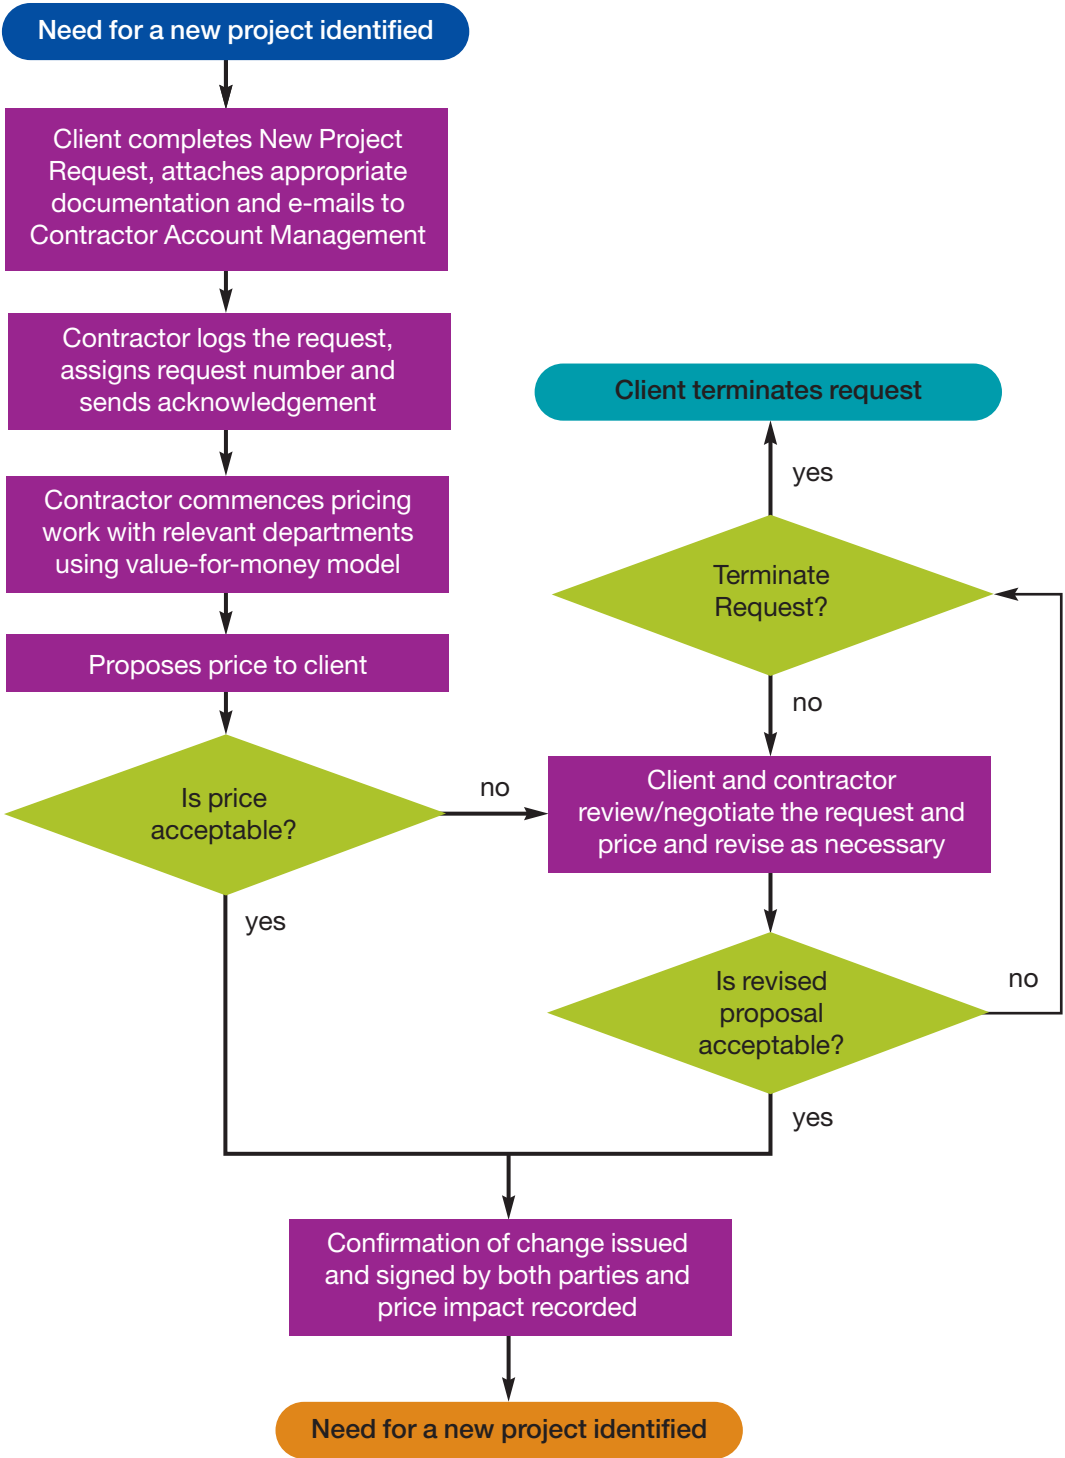 Need for a new project identified
Client completes New Project
Request, attaches appropriate
documentation and e-mails to
Contractor Account Management
Contractor logs the request,
assigns request number and
sends acknowledgement
Contractor commences pricing
work with relevant departments
using value-for-money model
Proposes price to client
Is price
acceptable?
no
yes
Client terminates request
yes
Terminate
Request?
no
Client and contractor
review/negotiate the request and
price and revise as necessary
Is revised
proposal
acceptable?
no
yes
Confirmation of change issued
and signed by both parties and
price impact recorded
Need for a new project identified